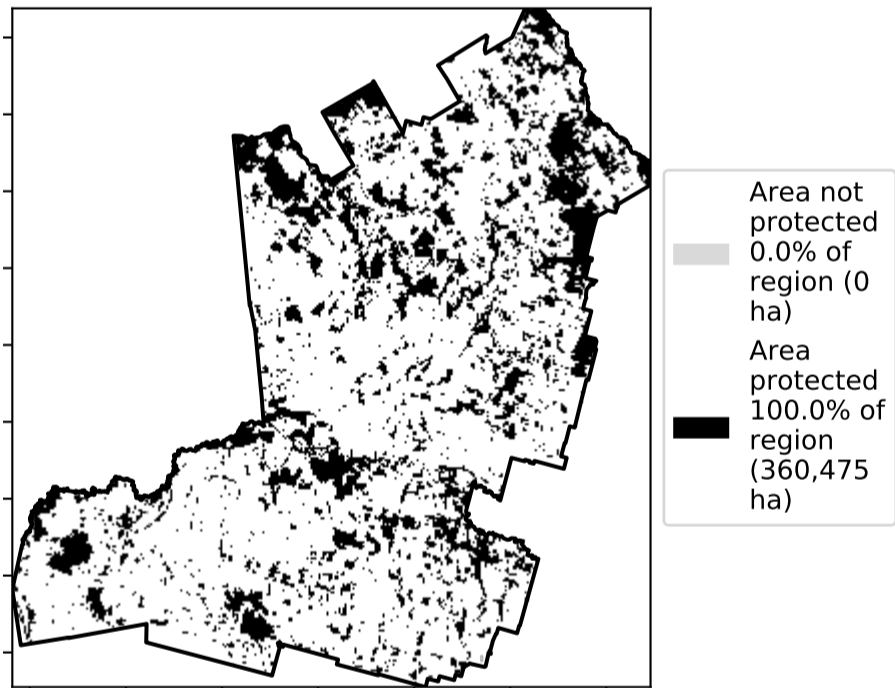 Area not
protected
0.0% of
region (0
ha)
Area
protected
100.0% of
region
(360,475
ha)